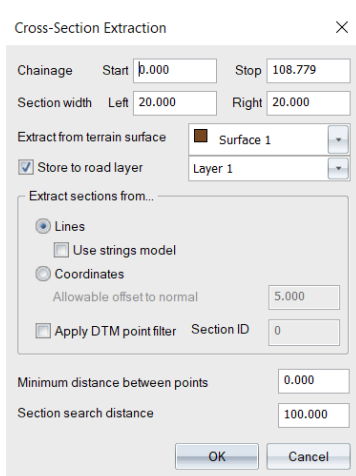 Cross-Section Extraction
Chainage Start 0.000 Stop 108.779
Section width Left 20.000 Right 20.000
Extract from terrain surface Surface 1
Store to road layer Layer 1
Extract sections from...
Lines
Use strings model
Coordinates
Allowable offset to normal 5.000
Apply DTM point filter Section ID 0
Minimum distance between points 0.000
Section search distance 100.000
OK Cancel